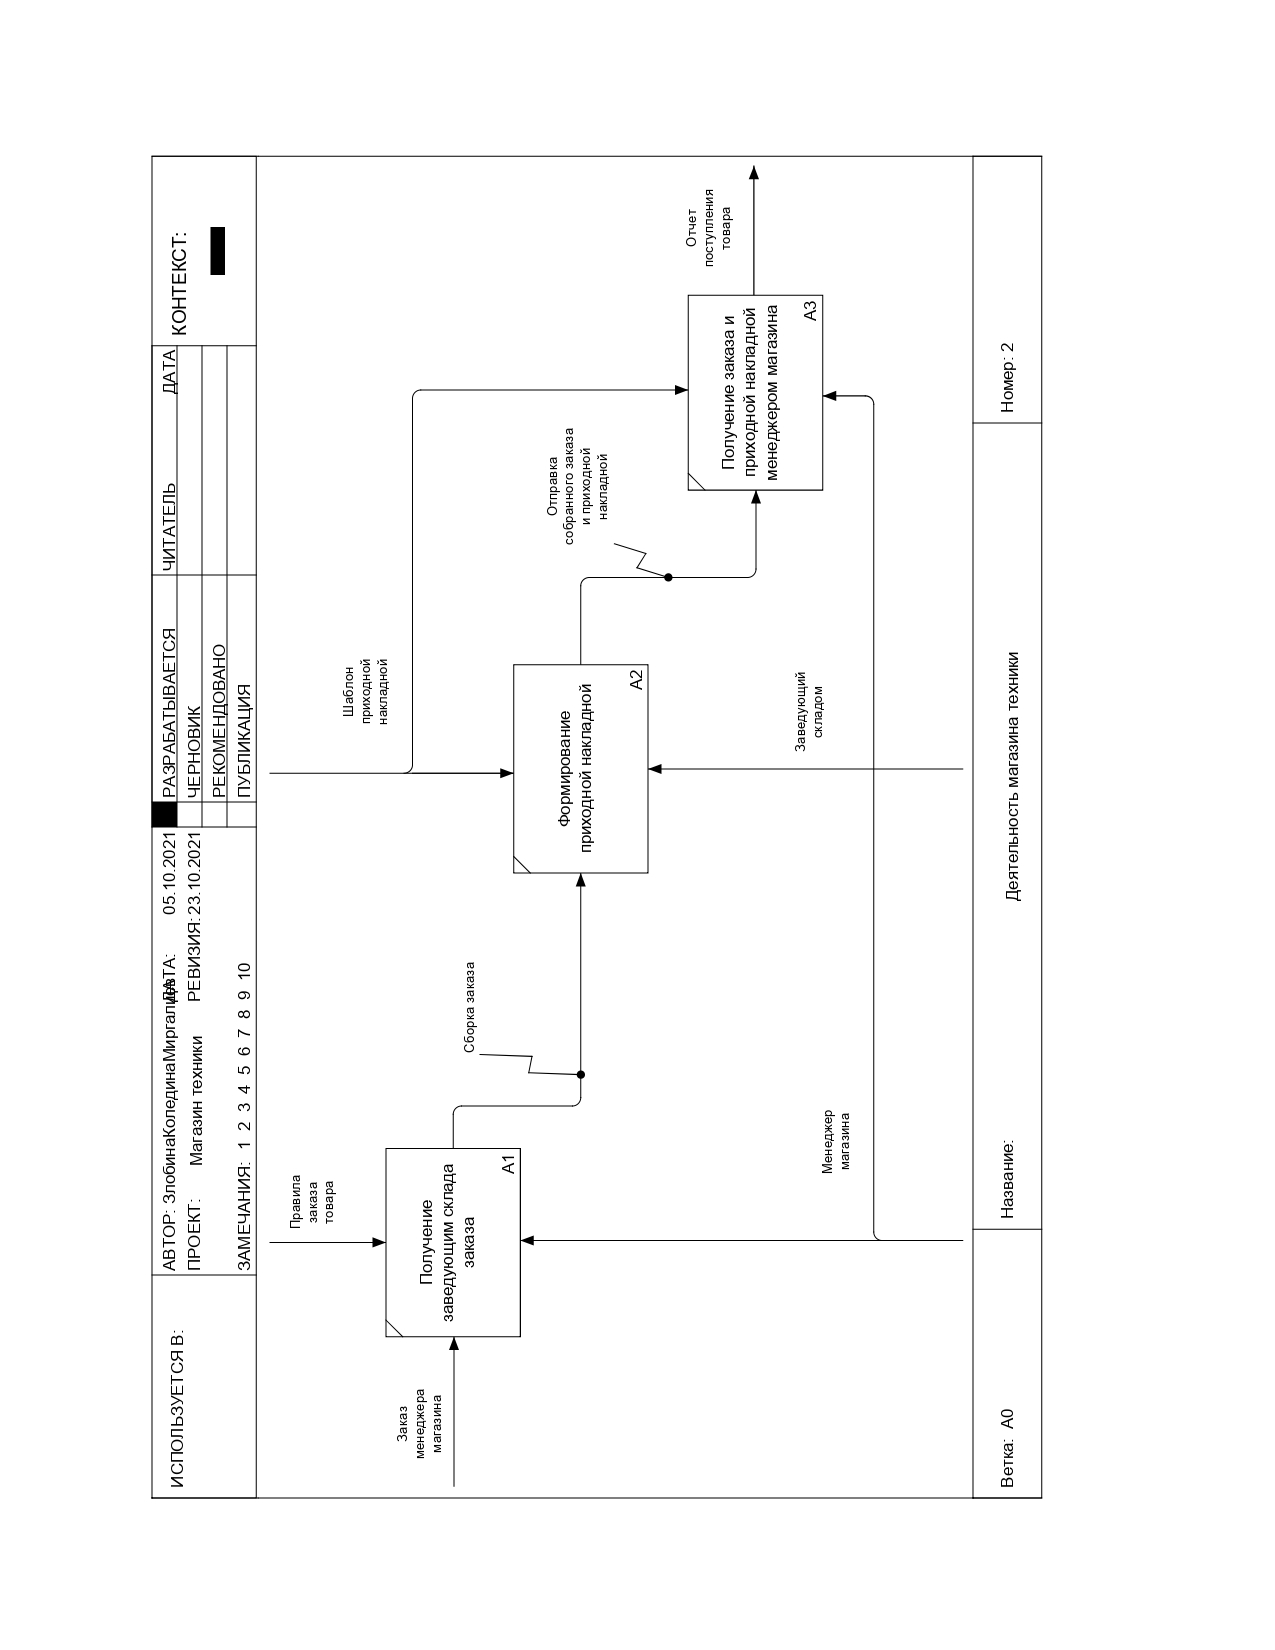 ИСПОЛЬЗУЕТСЯ В:
АВТОР: ЗлобинаКолединаМиргалиев ДАТА: 05.10.2021
ПРОЕКТ: Магазин техники РЕВИЗИЯ: 23.10.2021
ЗАМЕЧАНИЯ: 1 2 3 4 5 6 7 8 9 10
РАЗРАБАТЫВАЕТСЯ
ЧЕРНОВИК
РЕКОМЕНДОВАНО
ПУБЛИКАЦИЯ
ЧИТАТЕЛЬ ДАТА
КОНТЕКСТ:
Правила
заказа
товара
Шаблон
приходной
накладной
Заказ
менеджера
магазина
Получение
заведующим склада
заказа
A1
Сборка заказа
Формирование
приходной накладной
A2
Отправка
собранного заказа
и приходной
накладной
Получение заказа и
приходной накладной
менеджером магазина
A3
Отчет
поступления
товара
Заведующий
складом
Менеджер
магазина
Ветка: A0
Название: Деятельность магазина техники
Номер: 2